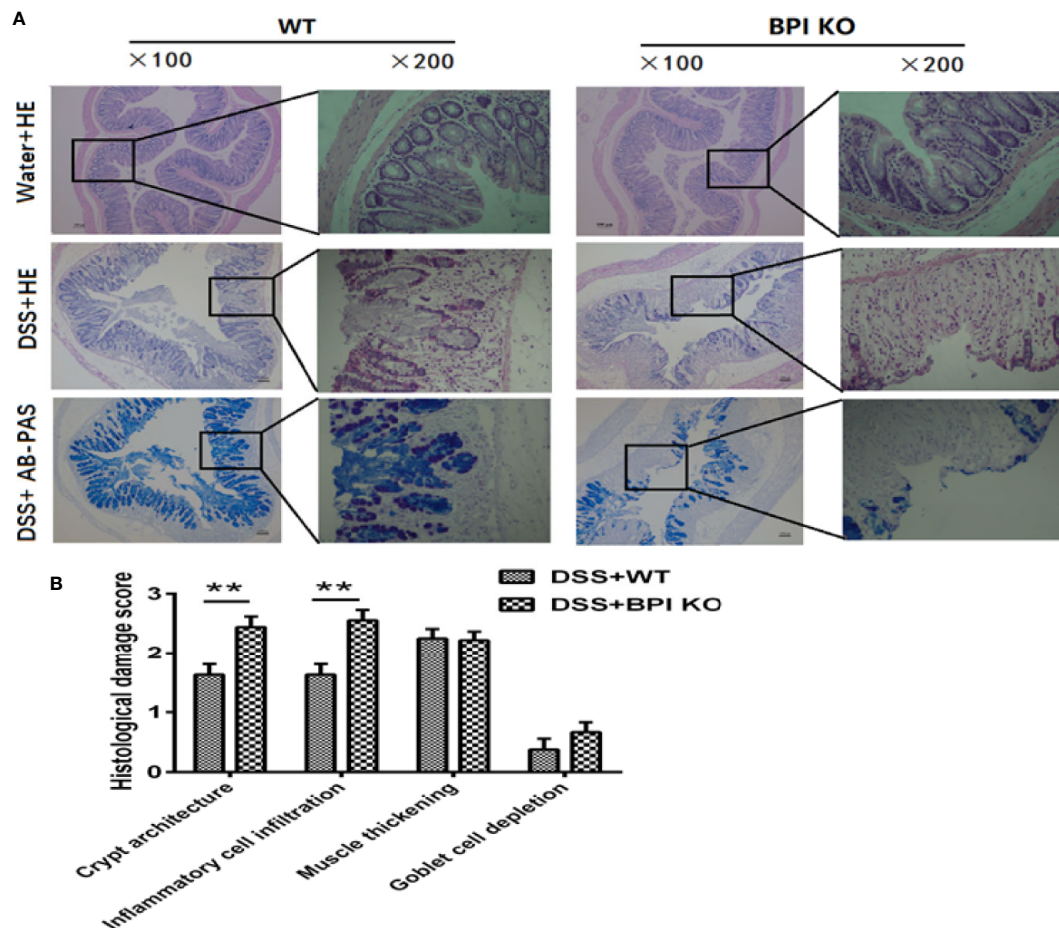 A
WT
BPI KO
×100
×200
×100
×200
Water+HE
DSS+HE
DSS+ AB-PAS
B
Histological damage score
3
2
1
0
**
**
DSS+WT
DSS+BPI KO
Crypt architecture
Inflammatory cell infiltration
Muscle thickening
Goblet cell depletion